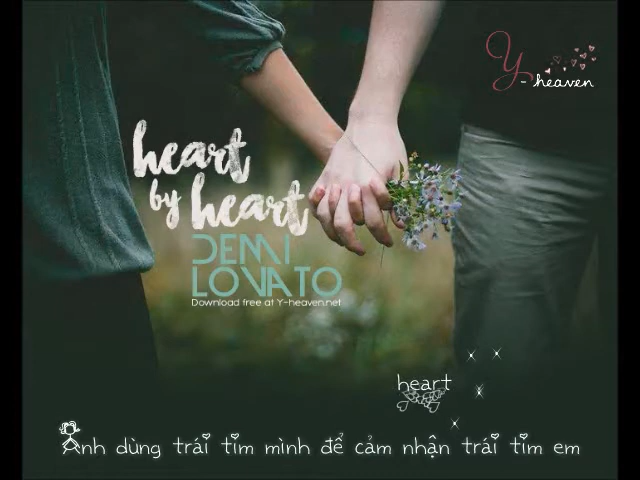 Y-heaven
heart
by heart
DEMI
LOVATO
Download free at Y-heaven.net
heart
Anh dùng trái tim mình để cảm nhận trái tim em